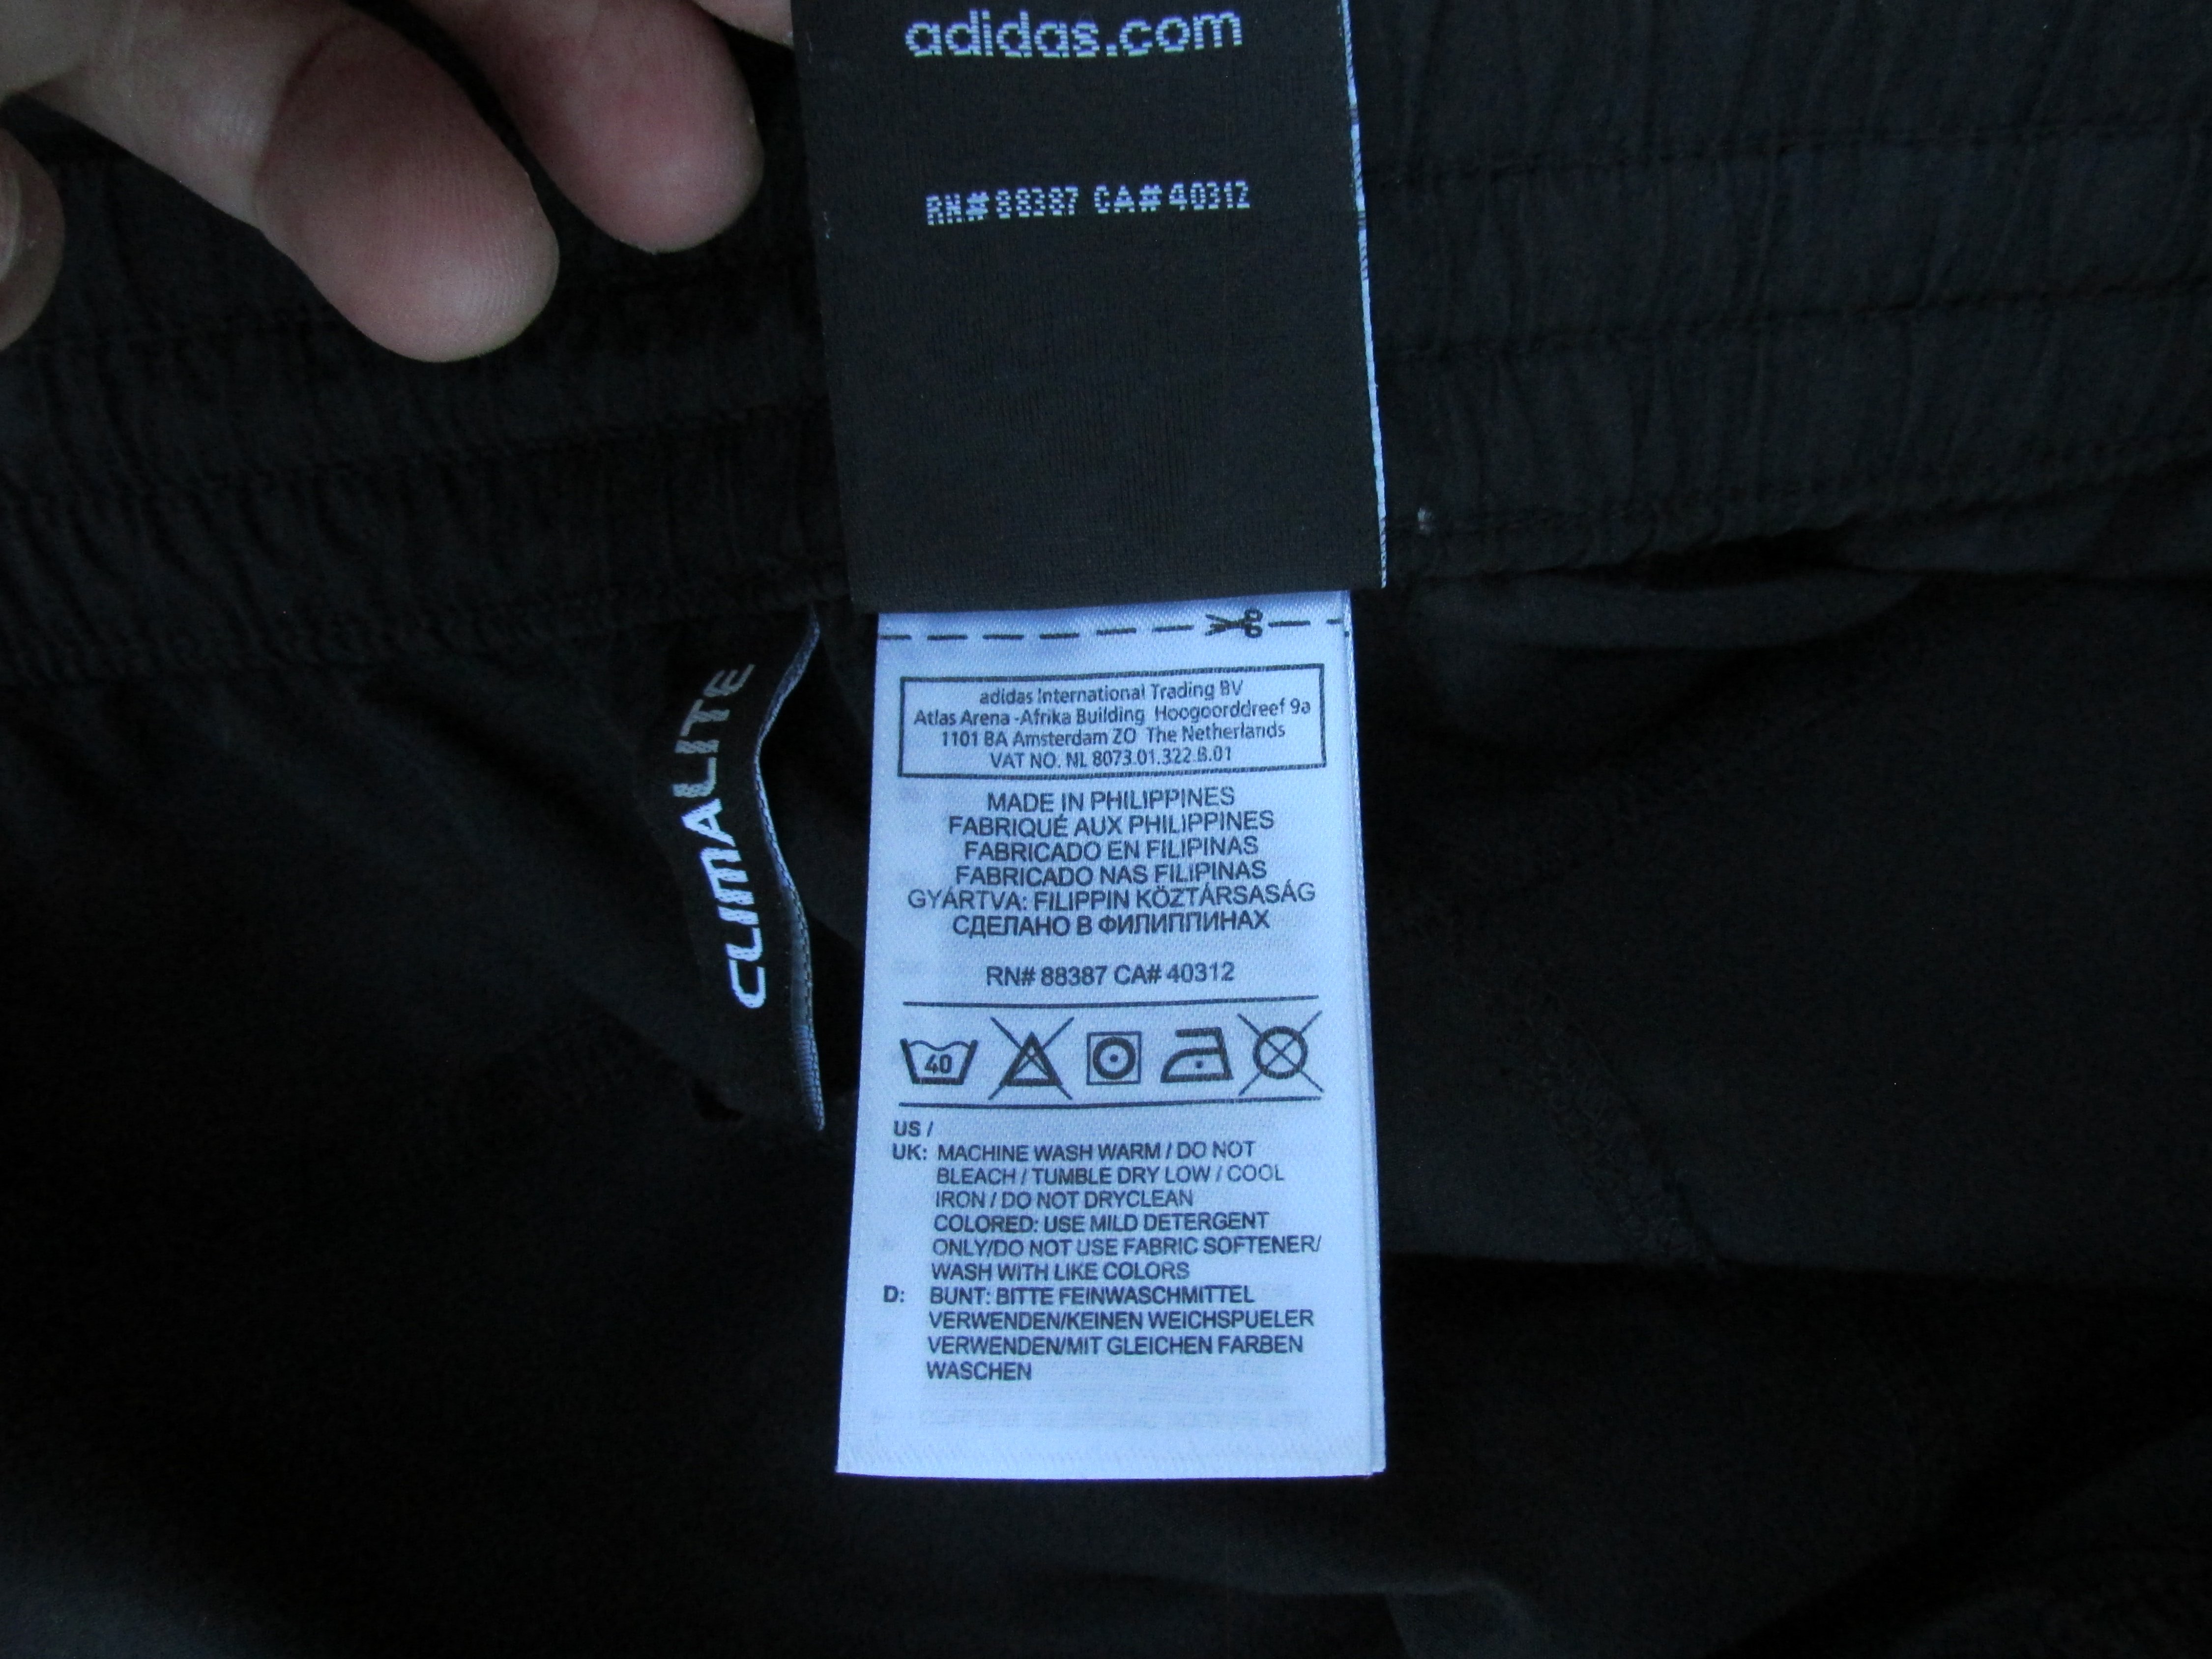 adidas.com
RN# 88387 CA# 40312
CLIMALITE
adidas International Trading BV
Atlas Arena -Afrika Building Hoogoorddreef 9a
1101 BA Amsterdam ZO The Netherlands
VAT NO. NL 8073.01.322.B.01
MADE IN PHILIPPINES
FABRIQUÉ AUX PHILIPPINES
FABRICADO EN FILIPINAS
FABRICADO NAS FILIPINAS
GYÁRTVA: FILIPPIN KÖZTÁRSASÁG
СДЕЛАНО В ФИЛИППИНАХ
RN# 88387 CA# 40312
40
US /
UK: MACHINE WASH WARM / DO NOT
BLEACH / TUMBLE DRY LOW / COOL
IRON / DO NOT DRYCLEAN
COLORED: USE MILD DETERGENT
ONLY/DO NOT USE FABRIC SOFTENER/
WASH WITH LIKE COLORS
D: BUNT: BITTE FEINWASCHMITTEL
VERWENDEN/KEINEN WEICHSPUELER
VERWENDEN/MIT GLEICHEN FARBEN
WASCHEN